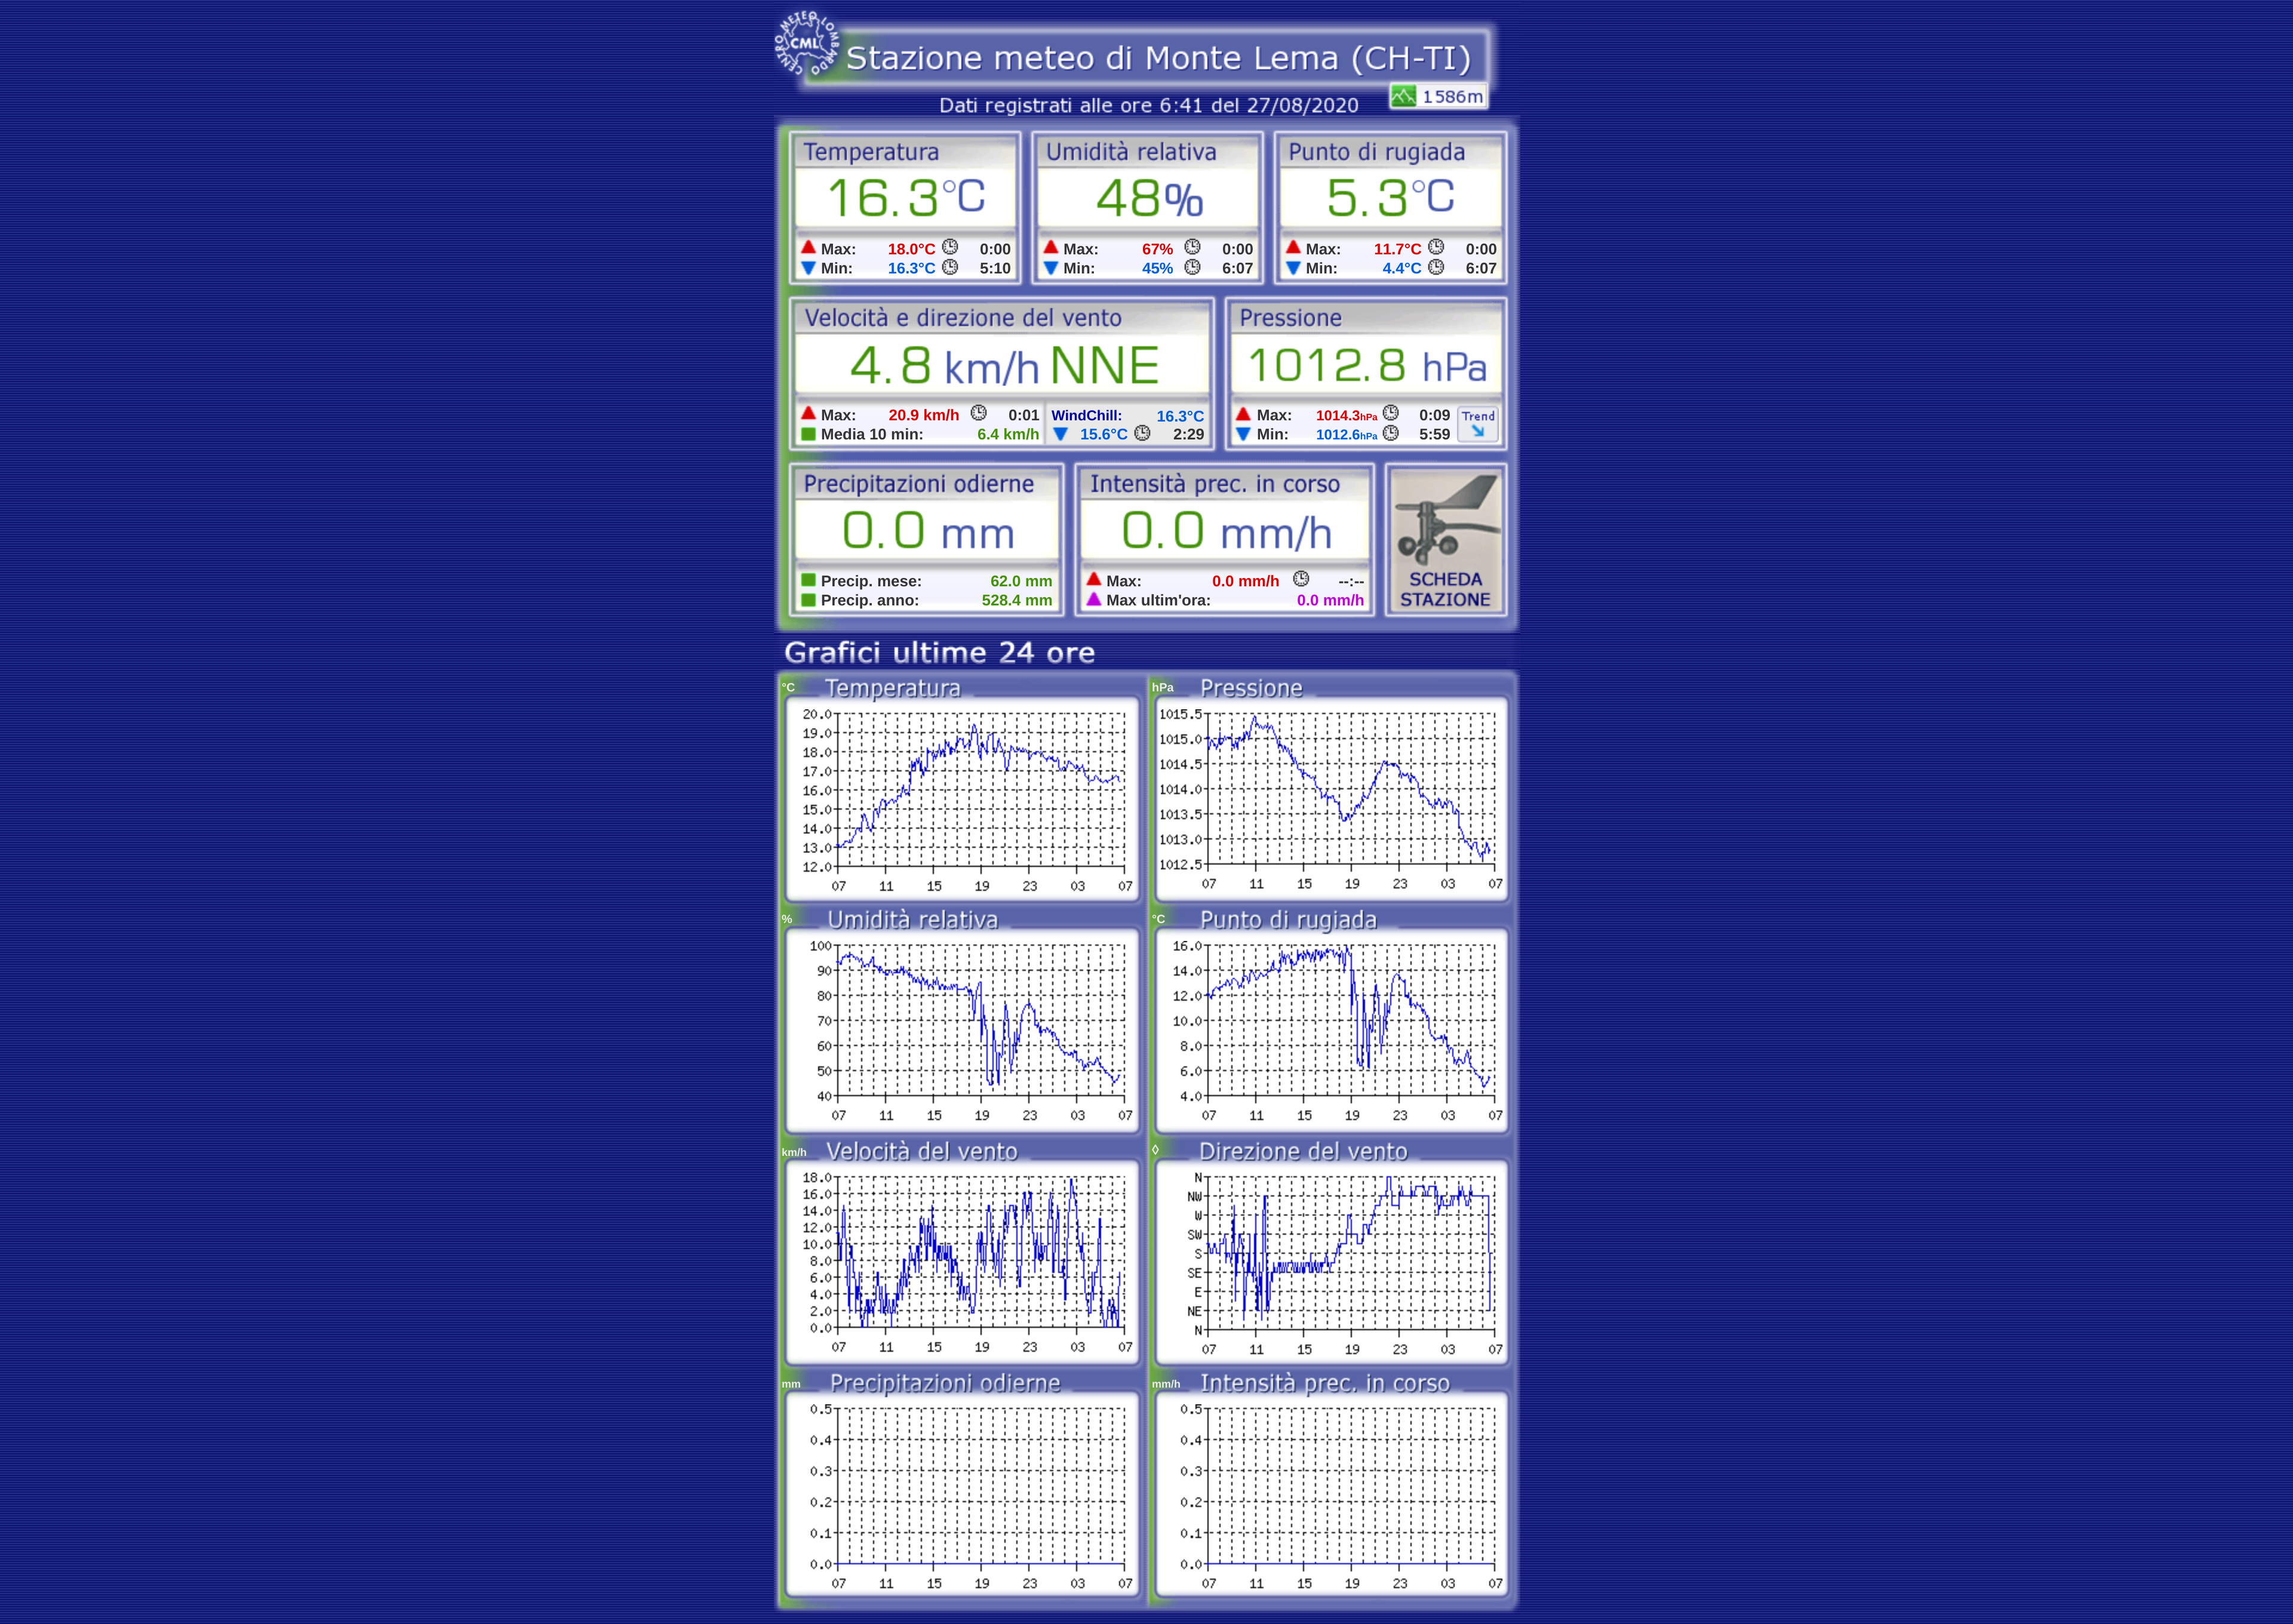 CENTRO METEO LOMBARDO
CML
Stazione meteo di Monte Lema (CH-TI)
1586m
Dati registrati alle ore 6:41 del 27/08/2020
Temperatura Umidità relativa Punto di rugiada
16.3°C 48% 5.3°C
Max: 18.0°C 0:00 Max: 67% 0:00 Max: 11.7°C 0:00
Min: 16.3°C 5:10 Min: 45% 6:07 Min: 4.4°C 6:07
Velocità e direzione del vento Pressione
4.8 km/h NNE 1012.8 hPa
Max: 20.9 km/h 0:01 WindChill: 16.3°C Max: 1014.3hPa 0:09 Trend
Media 10 min: 6.4 km/h 15.6°C 2:29 Min: 1012.6hPa 5:59
Precipitazioni odierne Intensità prec. in corso
0.0 mm 0.0 mm/h
Precip. mese: 62.0 mm Max: 0.0 mm/h --:-- SCHEDA
Precip. anno: 528.4 mm Max ultim'ora: 0.0 mm/h STAZIONE
Grafici ultime 24 ore
°C Temperatura
20.0
19.0
18.0
17.0
16.0
15.0
14.0
13.0
12.0
07 11 15 19 23 03 07
hPa Pressione
1015.5
1015.0
1014.5
1014.0
1013.5
1013.0
1012.5
07 11 15 19 23 03 07
% Umidità relativa
100
90
80
70
60
50
40
07 11 15 19 23 03 07
°C Punto di rugiada
16.0
14.0
12.0
10.0
8.0
6.0
4.0
07 11 15 19 23 03 07
km/h Velocità del vento
18.0
16.0
14.0
12.0
10.0
8.0
6.0
4.0
2.0
0.0
07 11 15 19 23 03 07
◊ Direzione del vento
N
NW
W
SW
S
SE
E
NE
N
07 11 15 19 23 03 07
mm Precipitazioni odierne
0.5
0.4
0.3
0.2
0.1
0.0
07 11 15 19 23 03 07
mm/h Intensità prec. in corso
0.5
0.4
0.3
0.2
0.1
0.0
07 11 15 19 23 03 07